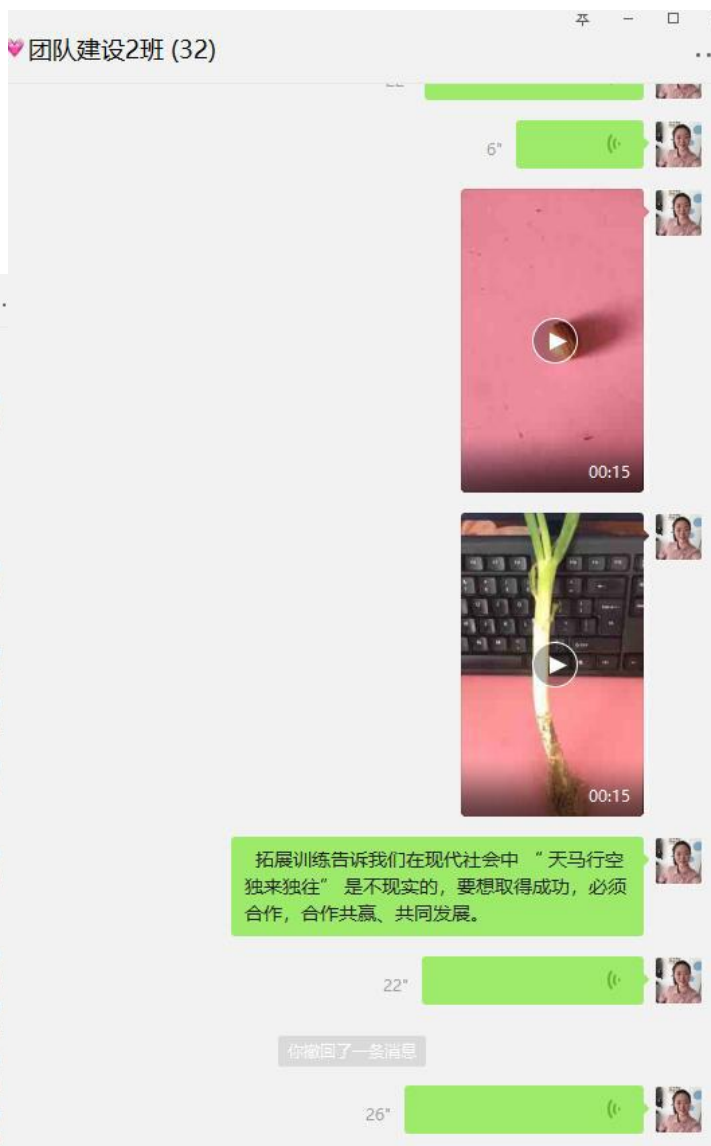 团队建设2班 (32)
6"
00:15
00:15
拓展训练告诉我们在现代社会中 “ 天马行空
独来独往” 是不现实的，要想取得成功，必须
合作，合作共赢、共同发展。
22"
你撤回了一条消息
26"